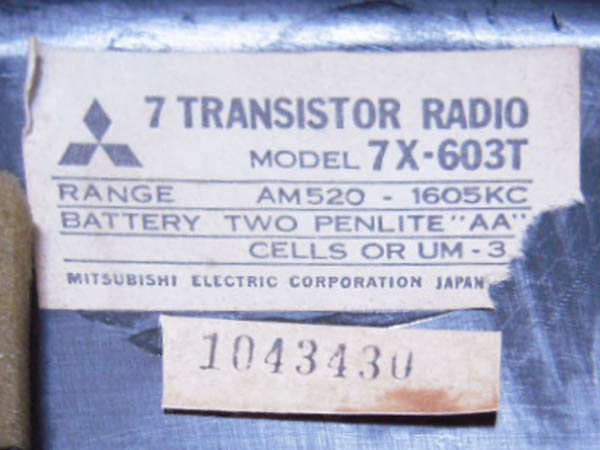 7 TRANSISTOR RADIO
MODEL 7X-603T
RANGE AM520 - 1605KC
BATTERY TWO PENLITE "AA"
CELLS OR UM-3
MITSUBISHI ELECTRIC CORPORATION JAPAN
1043430